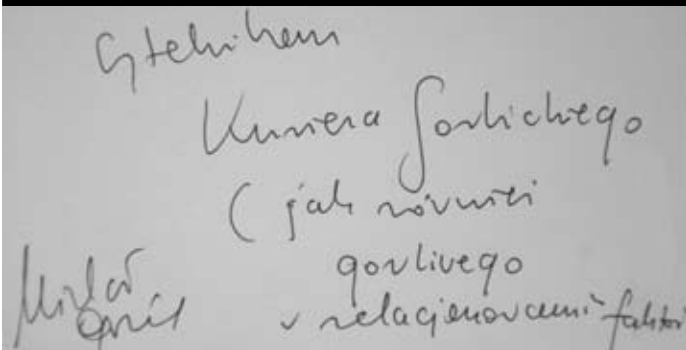 Czytelnikom
Kuriera Gorlickiego
(jak również
gorliwego
w relacjonowaniu faktów